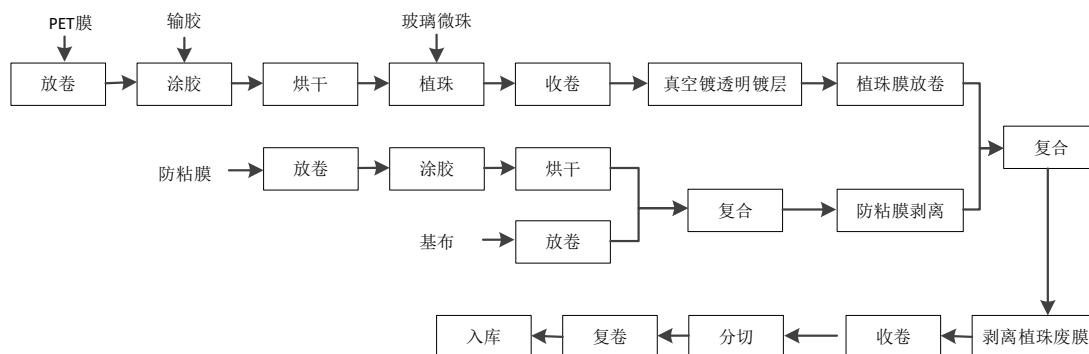 PET膜
输胶
玻璃微珠
放卷
涂胶
烘干
植珠
收卷
真空镀透明镀层
植珠膜放卷
复合
防粘膜
放卷
涂胶
烘干
复合
防粘膜剥离
基布
放卷
入库
复卷
分切
收卷
剥离植珠废膜